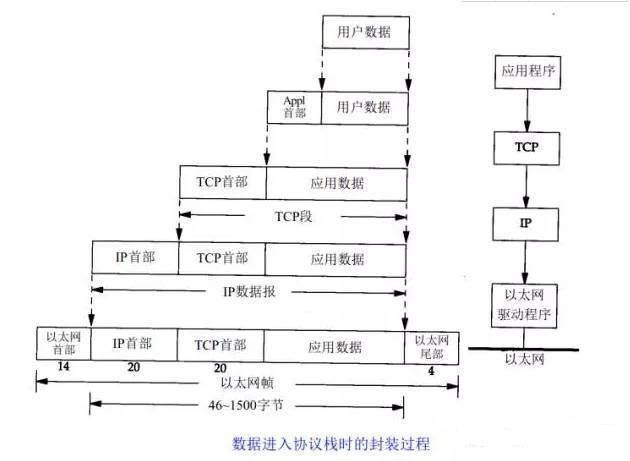 用户数据
应用程序
Appl
首部
用户数据
TCP
TCP首部
应用数据
TCP段
IP
IP首部
TCP首部
应用数据
IP数据报
以太网
驱动程序
以太网
首部
IP首部
TCP首部
应用数据
以太网
尾部
以太网
14
20
20
4
以太网帧
46~1500字节
数据进入协议栈时的封装过程